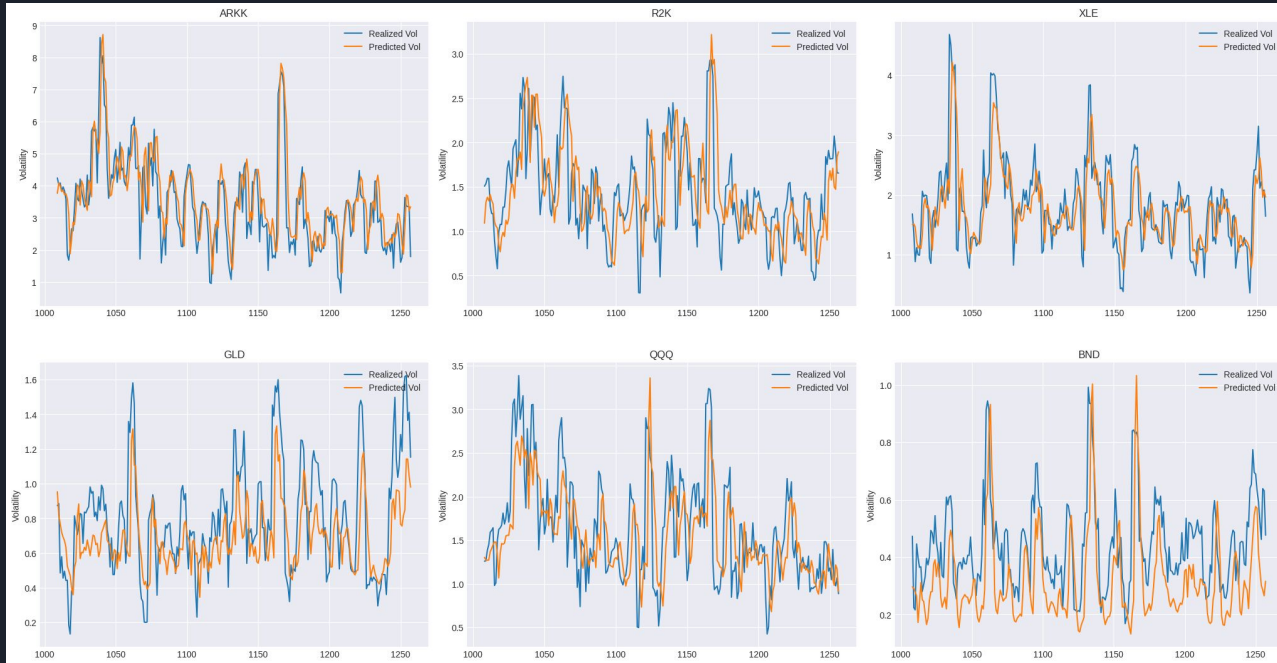 ARKK
Realized Vol
Predicted Vol
Volatility
9
8
7
6
5
4
3
2
1
1000 1050 1100 1150 1200 1250
R2K
Realized Vol
Predicted Vol
Volatility
3.0
2.5
2.0
1.5
1.0
0.5
1000 1050 1100 1150 1200 1250
XLE
Realized Vol
Predicted Vol
Volatility
4
3
2
1
1000 1050 1100 1150 1200 1250
GLD
Realized Vol
Predicted Vol
Volatility
1.6
1.4
1.2
1.0
0.8
0.6
0.4
0.2
1000 1050 1100 1150 1200 1250
QQQ
Realized Vol
Predicted Vol
Volatility
3.5
3.0
2.5
2.0
1.5
1.0
0.5
1000 1050 1100 1150 1200 1250
BND
Realized Vol
Predicted Vol
Volatility
1.0
0.8
0.6
0.4
0.2
1000 1050 1100 1150 1200 1250